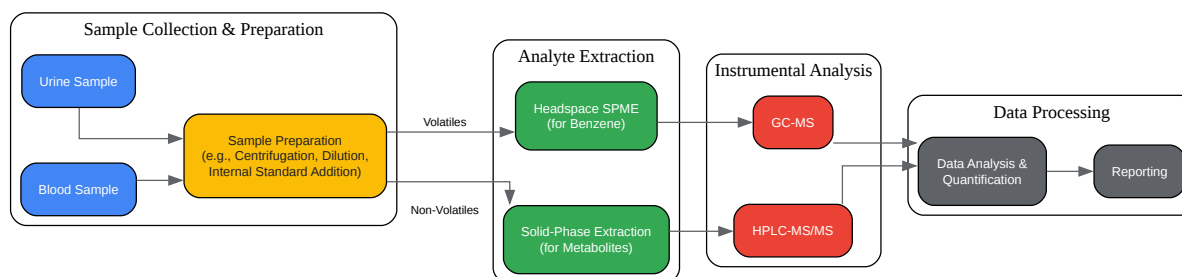 Sample Collection & Preparation
Urine Sample
Blood Sample
Sample Preparation
(e.g., Centrifugation, Dilution,
Internal Standard Addition)
Volatiles
Non-Volatiles
Analyte Extraction
Headspace SPME
(for Benzene)
Solid-Phase Extraction
(for Metabolites)
Instrumental Analysis
GC-MS
HPLC-MS/MS
Data Processing
Data Analysis &
Quantification
Reporting